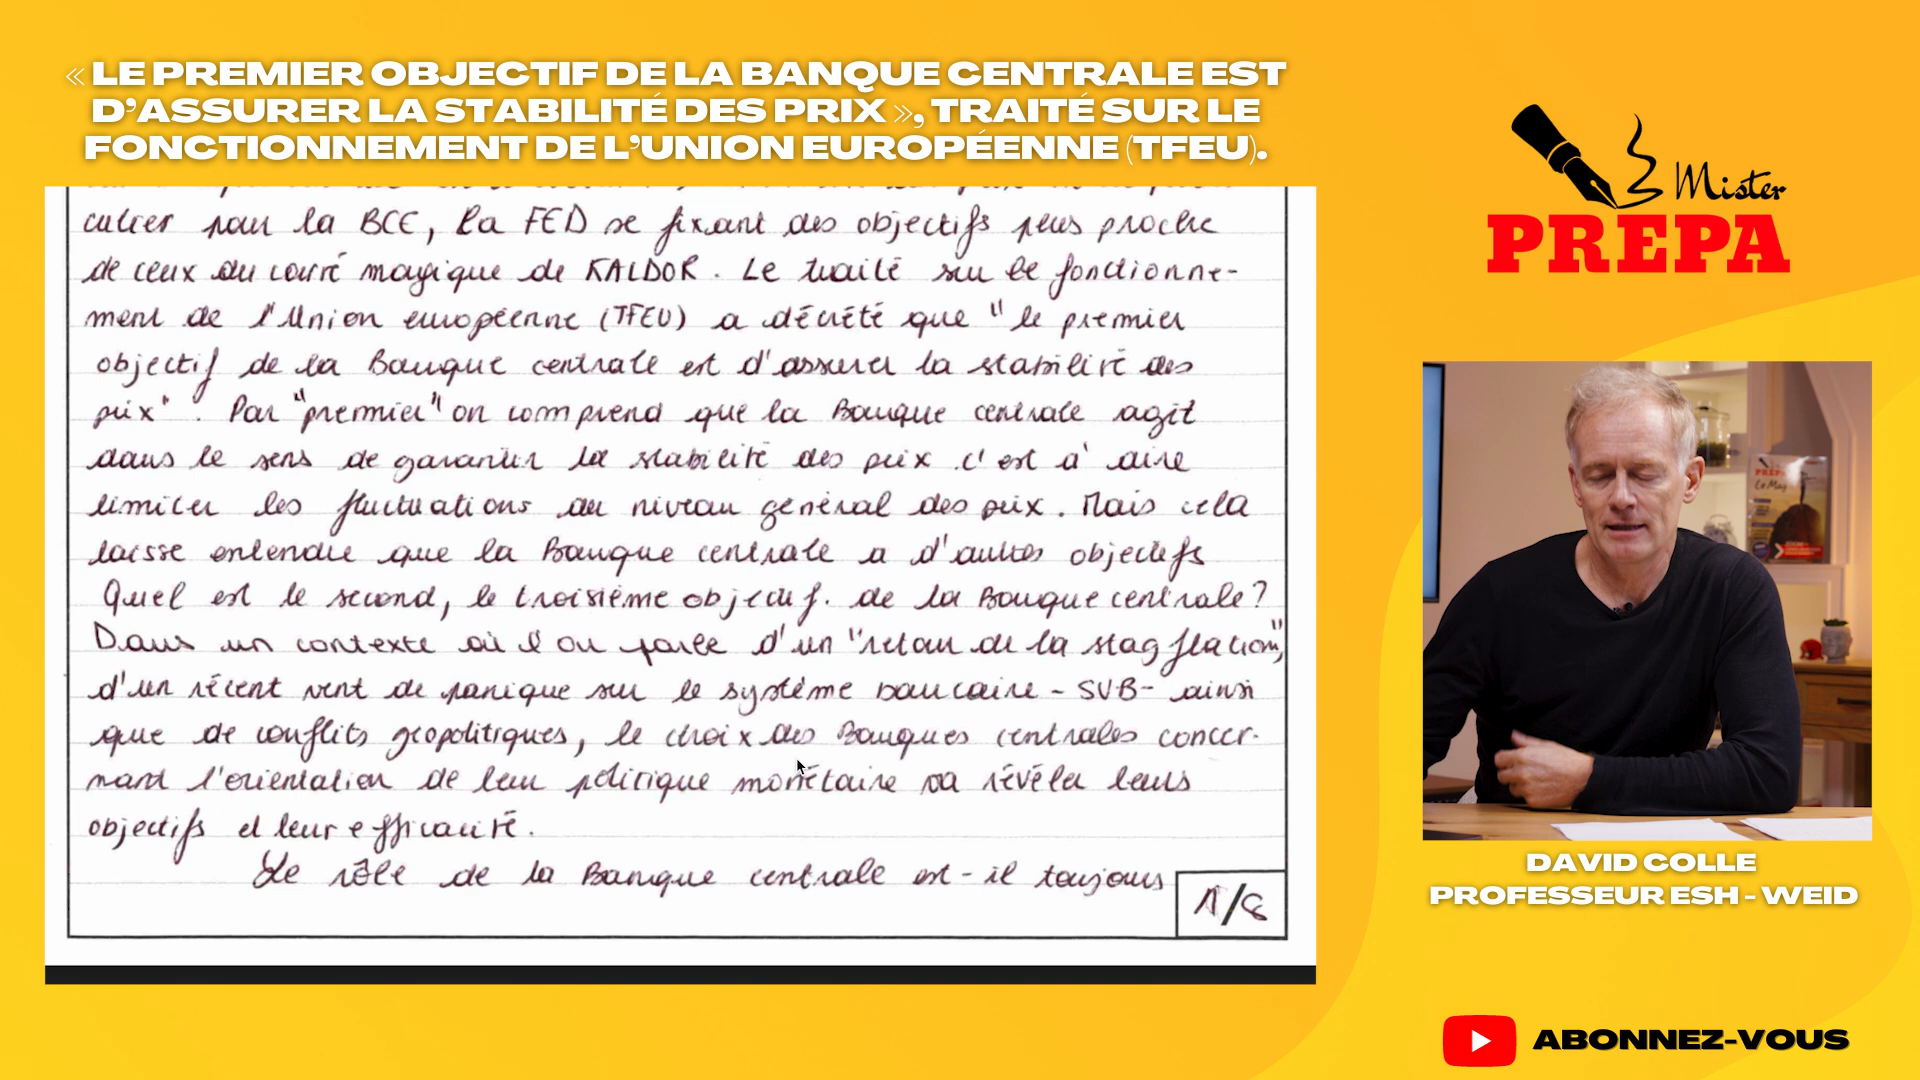 « LE PREMIER OBJECTIF DE LA BANQUE CENTRALE EST
D'ASSURER LA STABILITÉ DES PRIX », TRAITÉ SUR LE
FONCTIONNEMENT DE L'UNION EUROPÉENNE (TFEU).
culier pour la BCE, la FED se fixant des objectifs plus proche
de ceux du carré magique de KALDOR. Le traité sur le fonctionne-
ment de l'Union européenne (TFEU) a décrété que "le premier
objectif de la Banque centrale est d'assurer la stabilité des
prix". Par "premier" on comprend que la Banque centrale agit
dans le sens de garantir la stabilité des prix c'est à dire
limiter les fluctuations du niveau général des prix. Mais cela
laisse entendre que la Banque centrale a d'autres objectifs
Quel est le second, le troisième objectif. de la Banque centrale?
Dans un contexte où l'on parle d'un "retour de la stagflation",
d'un récent vent de panique sur le système bancaire - SVB - ainsi
que de conflits géopolitiques, le choix des Banques centrales concer-
nant l'orientation de leur politique monétaire va révéler leurs
objectifs et leur efficacité.
Le rôle de la Banque centrale est-il toujours
1/8
Mister
PREPA
DAVID COLLE
PROFESSEUR ESH - WEID
ABONNEZ-VOUS